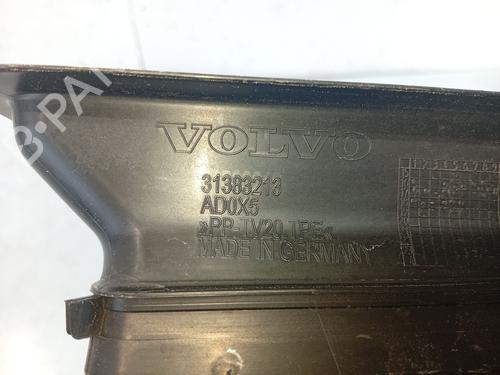 VOLVO
31383213
AD0X5
»PP-TV20,TPE«
MADE IN GERMANY
B-PA